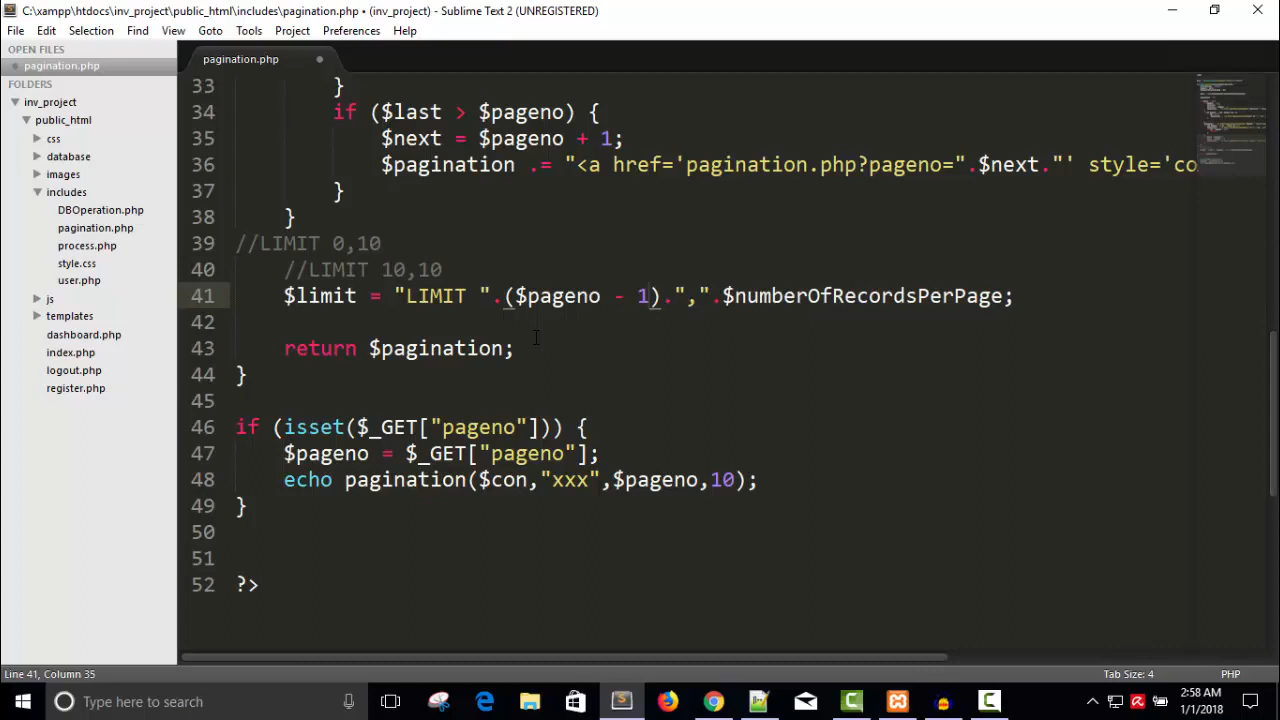 C:\xampp\htdocs\inv_project\public_html\includes\pagination.php • (inv_project) - Sublime Text 2 (UNREGISTERED)
File Edit Selection Find View Goto Tools Project Preferences Help
OPEN FILES
pagination.php
FOLDERS
inv_project
public_html
css
database
images
includes
DBOperation.php
pagination.php
process.php
style.css
user.php
js
templates
dashboard.php
index.php
logout.php
register.php
pagination.php
33 }
34 if ($last > $pageno) {
35 $next = $pageno + 1;
36 $pagination .= "<a href='pagination.php?pageno=".$next."' style='co
37 }
38 }
39 //LIMIT 0,10
40 //LIMIT 10,10
41 $limit = "LIMIT ".($pageno - 1).",".$numberOfRecordsPerPage;
42
43 return $pagination;
44 }
45
46 if (isset($_GET["pageno"])) {
47 $pageno = $_GET["pageno"];
48 echo pagination($con,"xxx",$pageno,10);
49 }
50
51
52 ?>
Line 41, Column 35 Tab Size: 4 PHP
Type here to search
2:58 AM
1/1/2018